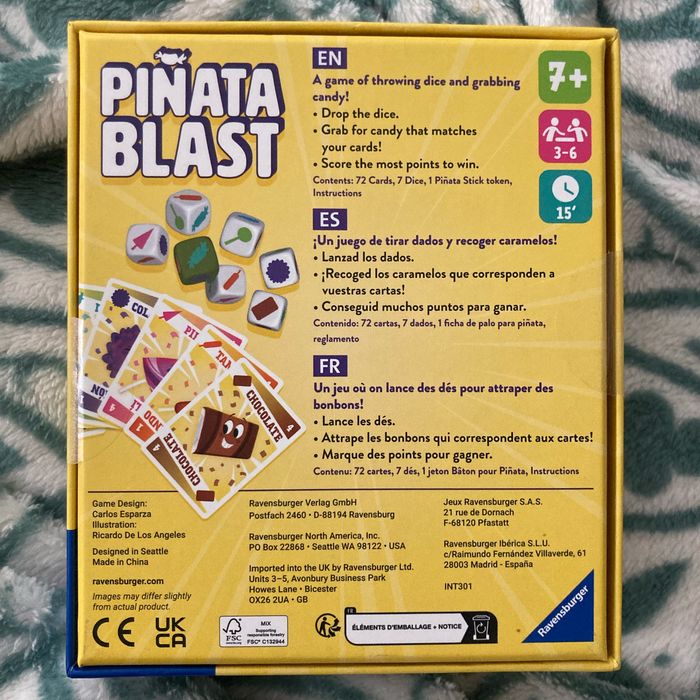 PIÑATA
BLAST
EN
A game of throwing dice and grabbing
candy!
• Drop the dice.
• Grab for candy that matches
your cards!
• Score the most points to win.
Contents: 72 Cards, 7 Dice, 1 Piñata Stick token,
Instructions
7+
3-6
15'
ES
¡Un juego de tirar dados y recoger caramelos!
• Lanzad los dados.
• ¡Recoged los caramelos que corresponden a
vuestras cartas!
• Conseguid muchos puntos para ganar.
Contenido: 72 cartas, 7 dados, 1 ficha de palo para piñata,
reglamento
FR
Un jeu où on lance des dés pour attraper des
bonbons!
• Lance les dés.
• Attrape les bonbons qui correspondent aux cartes!
• Marque des points pour gagner.
Contenu: 72 cartes, 7 dés, 1 jeton Bâton pour Piñata, Instructions
CHOCOLATE
4
CHOCOLATE
4
Game Design:
Carlos Esparza
Illustration:
Ricardo De Los Angeles
Designed in Seattle
Made in China
ravensburger.com
Images may differ slightly
from actual product.
Ravensburger Verlag GmbH
Postfach 2460 • D-88194 Ravensburg
Ravensburger North America, Inc.
PO Box 22868 • Seattle WA 98122 • USA
Imported into the UK by Ravensburger Ltd.
Units 3–5, Avonbury Business Park
Howes Lane • Bicester
OX26 2UA • GB
Jeux Ravensburger S.A.S.
21 rue de Dornach
F-68120 Pfastatt
Ravensburger Ibérica S.L.U.
c/Raimundo Fernández Villaverde, 61
28003 Madrid - España
INT301
CE
UK
CA
FSC
www.fsc.org
MIX
Supporting
responsible forestry
FSC® C132944
FR
ÉLÉMENTS D'EMBALLAGE + NOTICE
Ravensburger